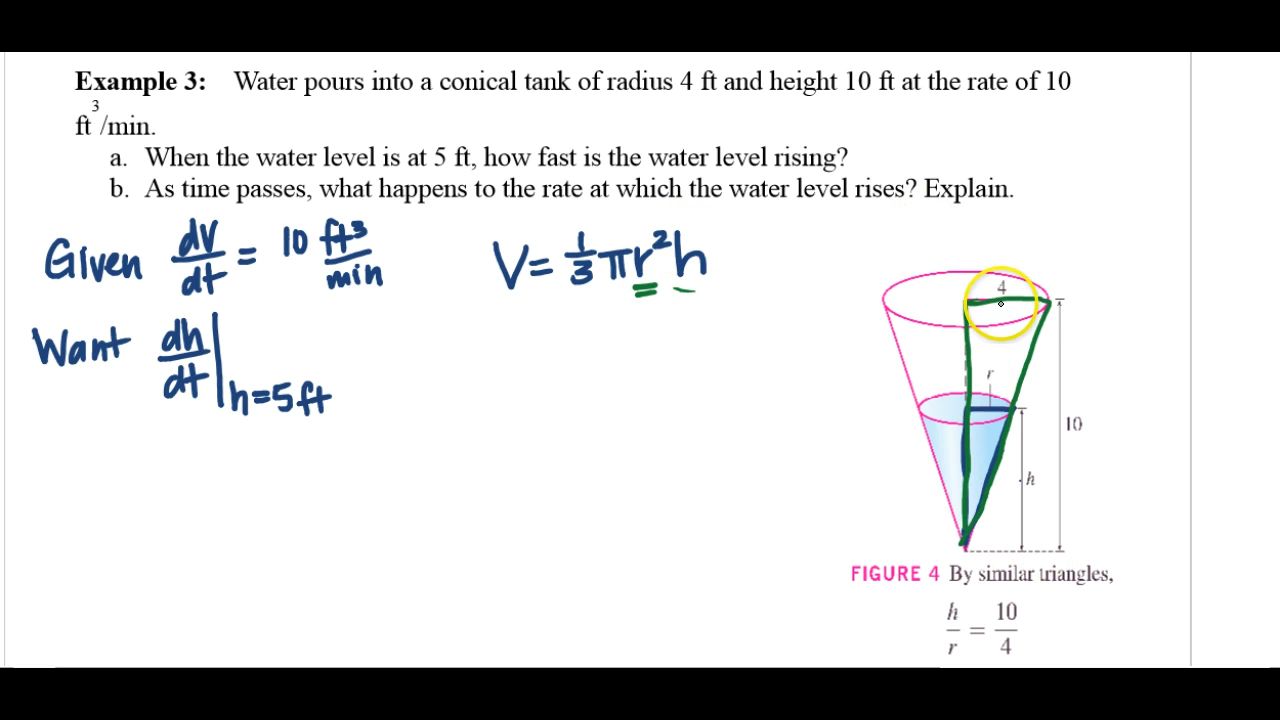 Example 3: Water pours into a conical tank of radius 4 ft and height 10 ft at the rate of 10
ft³/min.
a. When the water level is at 5 ft, how fast is the water level rising?
b. As time passes, what happens to the rate at which the water level rises? Explain.
Given dV/dt = 10 ft³/min
V = 1/3 πr²h
Want dh/dt | h=5ft
4
r
10
h
FIGURE 4 By similar triangles,
h/r = 10/4